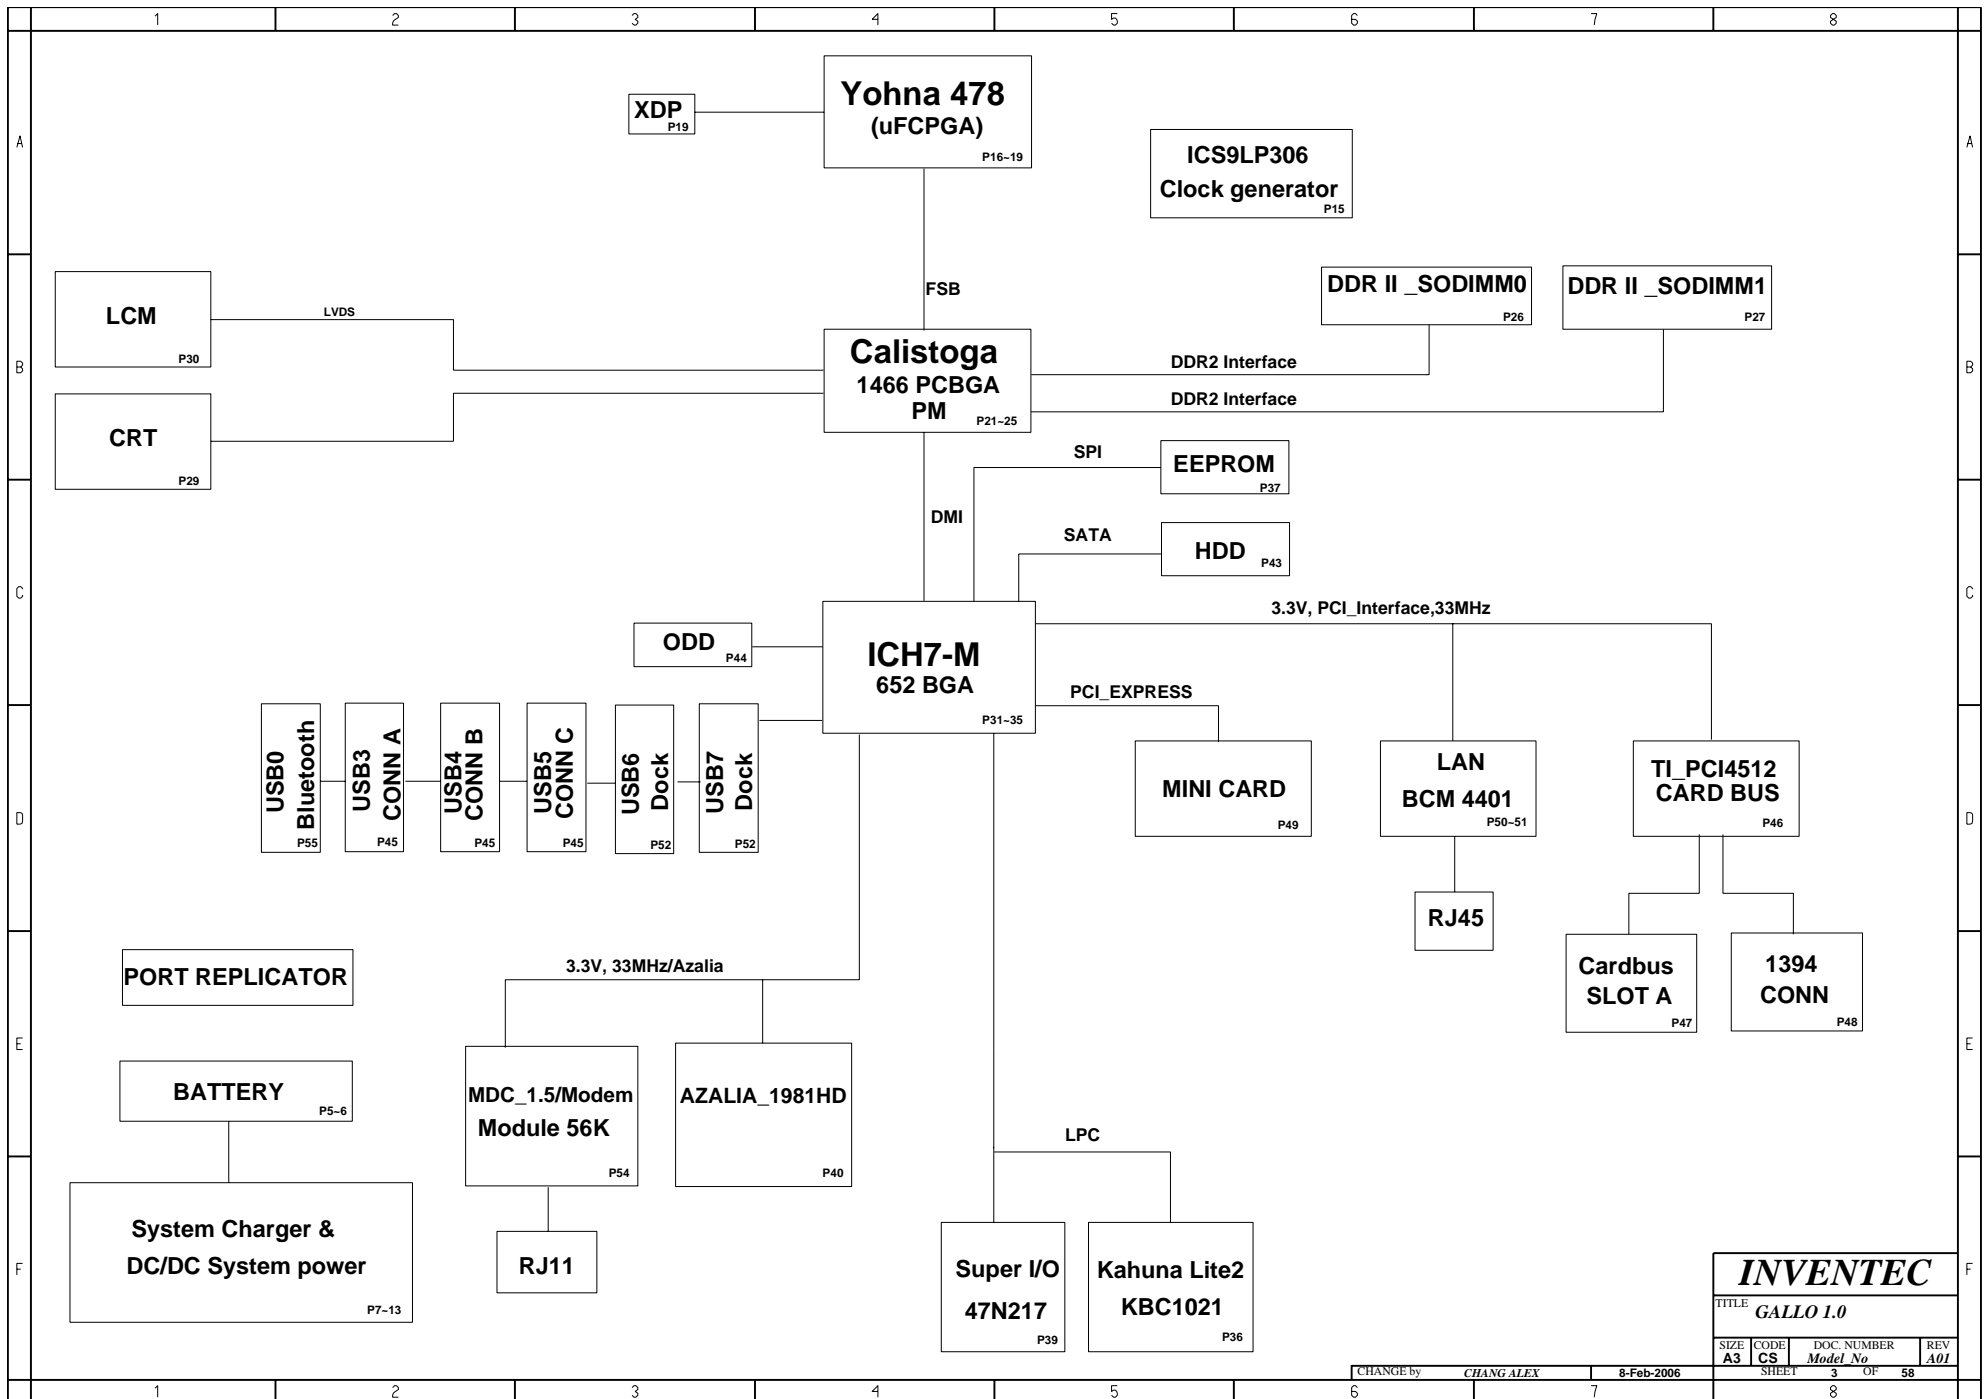 1 2 3 4 5 6 7 8
A A
B B
C C
D D
E E
F F
Yohna 478
(uFCPGA)
P16~19
XDP
P19
ICS9LP306
Clock generator
P15
FSB
LCM
P30
LVDS
CRT
P29
Calistoga
1466 PCBGA
PM
P21~25
DDR II _SODIMM0
P26
DDR II _SODIMM1
P27
DDR2 Interface
DDR2 Interface
SPI
EEPROM
P37
DMI
SATA
HDD
P43
3.3V, PCI_Interface,33MHz
ODD
P44
ICH7-M
652 BGA
P31~35
PCI_EXPRESS
USB0
Bluetooth
P55
USB3
CONN A
P45
USB4
CONN B
P45
USB5
CONN C
P45
USB6
Dock
P52
USB7
Dock
P52
MINI CARD
P49
LAN
BCM 4401
P50~51
TI_PCI4512
CARD BUS
P46
RJ45
Cardbus
SLOT A
P47
1394
CONN
P48
PORT REPLICATOR
3.3V, 33MHz/Azalia
BATTERY
P5~6
MDC_1.5/Modem
Module 56K
P54
AZALIA_1981HD
P40
LPC
System Charger &
DC/DC System power
P7~13
RJ11
Super I/O
47N217
P39
Kahuna Lite2
KBC1021
P36
INVENTEC
TITLE GALLO 1.0
SIZE CODE DOC. NUMBER REV
A3 CS Model_No A01
CHANGE by CHANG ALEX 8-Feb-2006 SHEET 3 OF 58
1 2 3 4 5 6 7 8